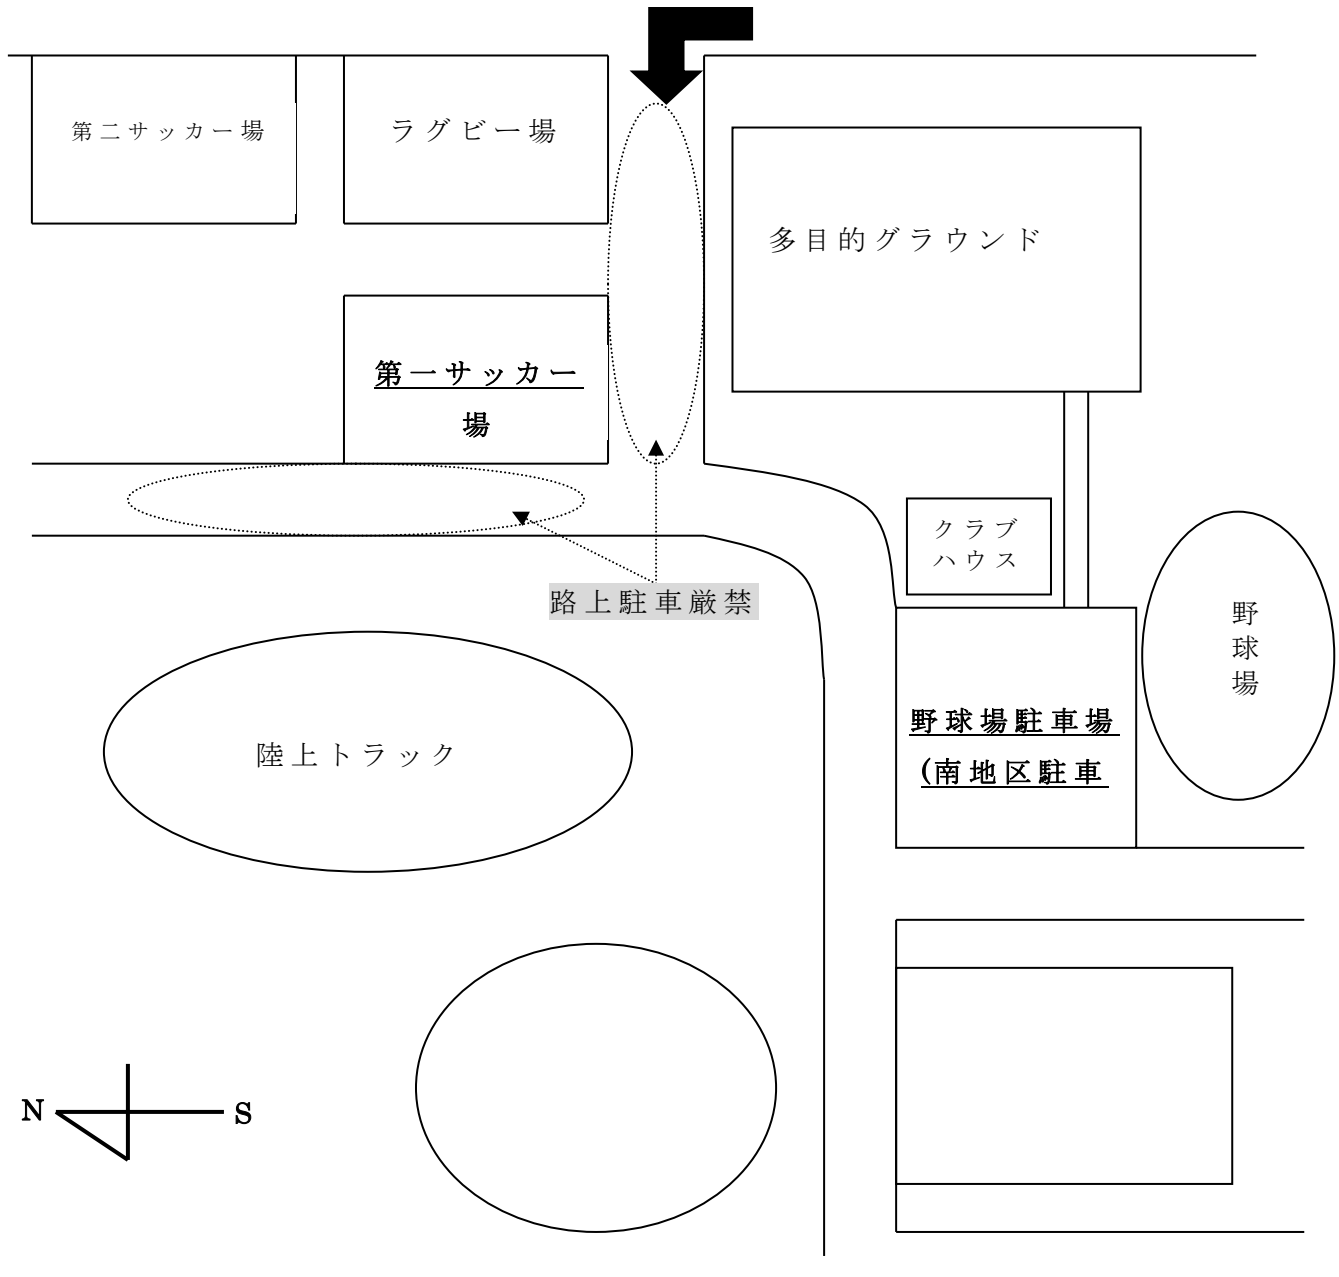 第二サッカー場
ラグビー場
多目的グラウンド
第一サッカー
場
クラブ
ハウス
路上駐車厳禁
野球場
野球場駐車場
(南地区駐車
陸上トラック
N
S